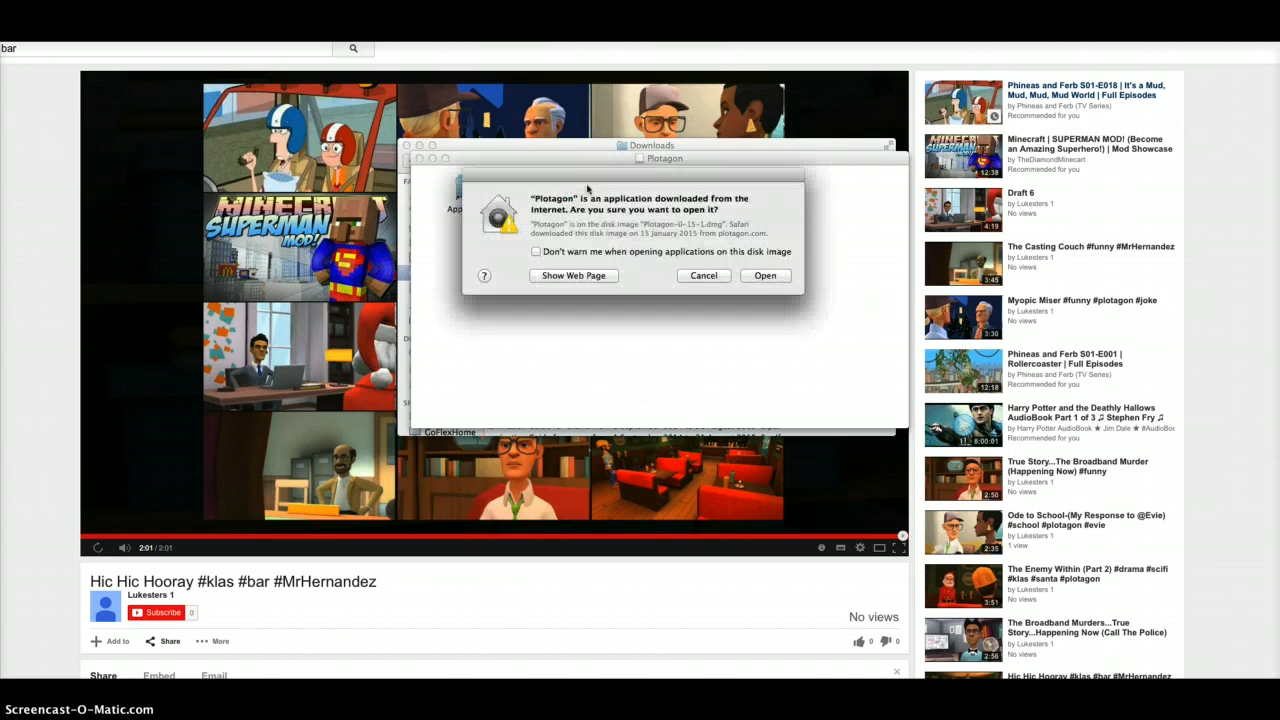 bar
Downloads
Plotagon
FA
App
"Plotagon" is an application downloaded from the
Internet. Are you sure you want to open it?
"Plotagon" is on the disk image "Plotagon-0-15-1.dmg". Safari
downloaded this disk image on 15 January 2015 from plotagon.com.
Don't warm me when opening applications on this disk image
?
Show Web Page
Cancel
Open
GoFlexHome
MINECRAFT
SUPERMAN
MOD!
2:01 / 2:01
Hic Hic Hooray #klas #bar #MrHernandez
Lukesters 1
Subscribe 0
No views
Add to
Share
More
0
0
Share
Embed
Email
Phineas and Ferb S01-E018 | It's a Mud,
Mud, Mud, Mud World | Full Episodes
by Phineas and Ferb (TV Series)
Recommended for you
Minecraft | SUPERMAN MOD! (Become
an Amazing Superhero!) | Mod Showcase
by TheDiamondMinecart
Recommended for you
12:38
Draft 6
by Lukesters 1
No views
4:19
The Casting Couch #funny #MrHernandez
by Lukesters 1
No views
3:45
Myopic Miser #funny #plotagon #joke
by Lukesters 1
No views
3:30
Phineas and Ferb S01-E001 |
Rollercoaster | Full Episodes
by Phineas and Ferb (TV Series)
Recommended for you
12:18
Harry Potter and the Deathly Hallows
AudioBook Part 1 of 3 ♫ Stephen Fry ♫
by Harry Potter AudioBook ★ Jim Dale ★ #AudioBoo
Recommended for you
8:00:01
True Story...The Broadband Murder
(Happening Now) #funny
by Lukesters 1
No views
2:50
Ode to School-(My Response to @Evie)
#school #plotagon #evie
by Lukesters 1
1 view
2:35
The Enemy Within (Part 2) #drama #scifi
#klas #santa #plotagon
by Lukesters 1
No views
3:51
The Broadband Murders...True
Story...Happening Now (Call The Police)
by Lukesters 1
No views
2:56
Hic Hic Hooray #klas #bar #MrHernandez
Screencast-O-Matic.com